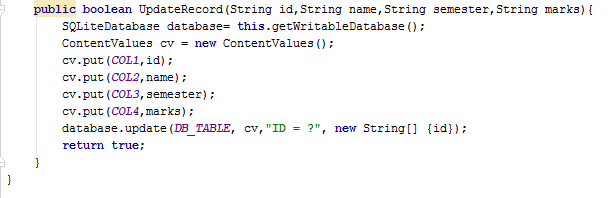 public boolean UpdateRecord(String id,String name,String semester,String marks){
SQLiteDatabase database= this.getWritableDatabase();
ContentValues cv = new ContentValues();
cv.put(COL1,id);
cv.put(COL2,name);
cv.put(COL3,semester);
cv.put(COL4,marks);
database.update(DB_TABLE, cv,"ID = ?", new String[] {id});
return true;
}
}